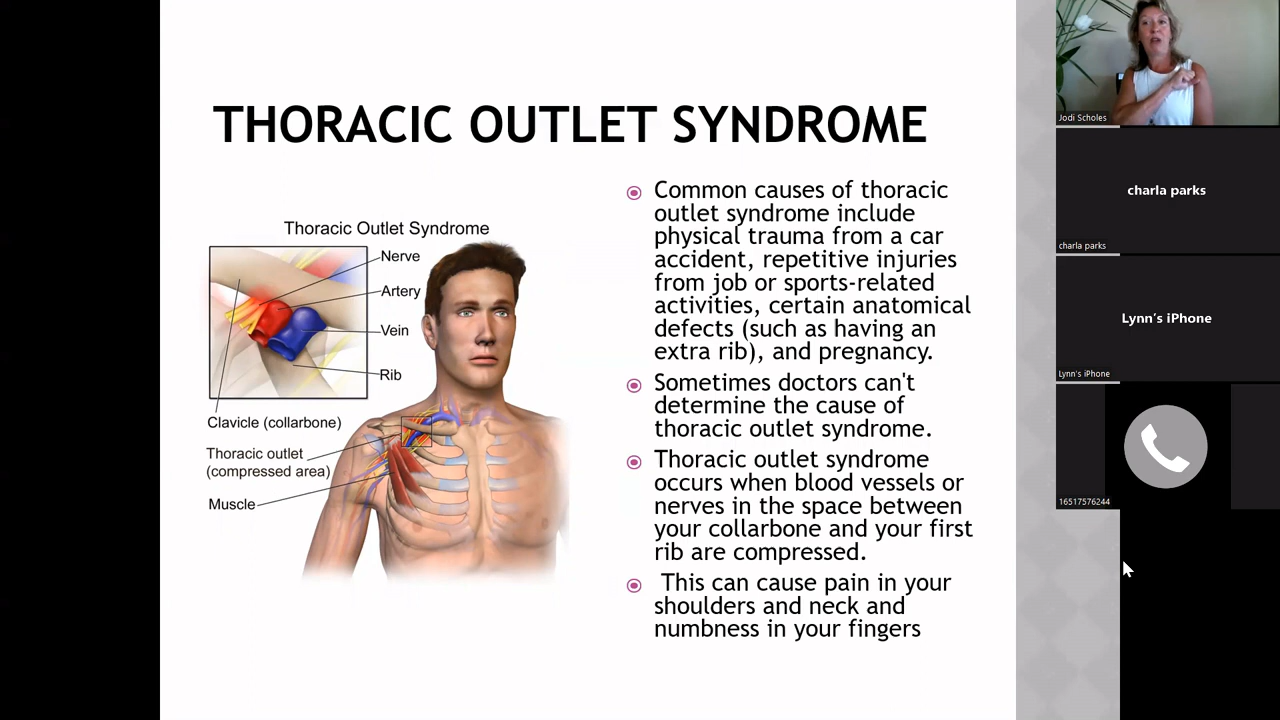 THORACIC OUTLET SYNDROME
Thoracic Outlet Syndrome
Nerve
Artery
Vein
Rib
Clavicle (collarbone)
Thoracic outlet
(compressed area)
Muscle
Common causes of thoracic
outlet syndrome include
physical trauma from a car
accident, repetitive injuries
from job or sports-related
activities, certain anatomical
defects (such as having an
extra rib), and pregnancy.
Sometimes doctors can't
determine the cause of
thoracic outlet syndrome.
Thoracic outlet syndrome
occurs when blood vessels or
nerves in the space between
your collarbone and your first
rib are compressed.
This can cause pain in your
shoulders and neck and
numbness in your fingers
Jodi Scholes
charla parks
charla parks
Lynn's iPhone
Lynn's iPhone
16517576244